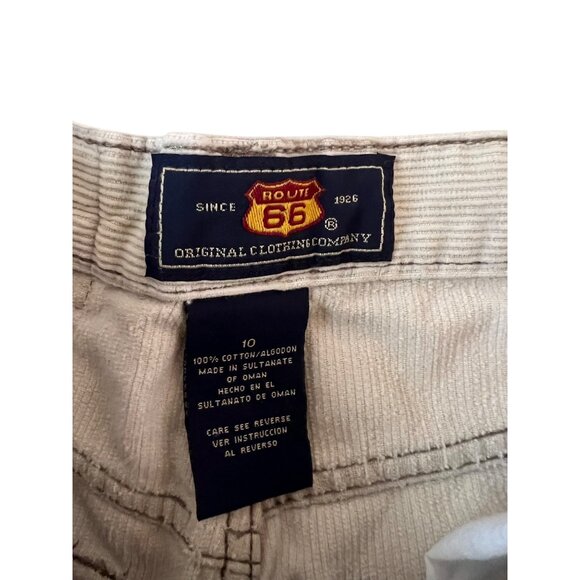 ROUTE
SINCE 66 1926
®
ORIGINAL CLOTHING COMPANY
10
100% COTTON/ALGODON
MADE IN SULTANATE
OF OMAN
HECHO EN EL
SULTANATO DE OMAN
CARE SEE REVERSE
VER INSTRUCCION
AL REVERSO